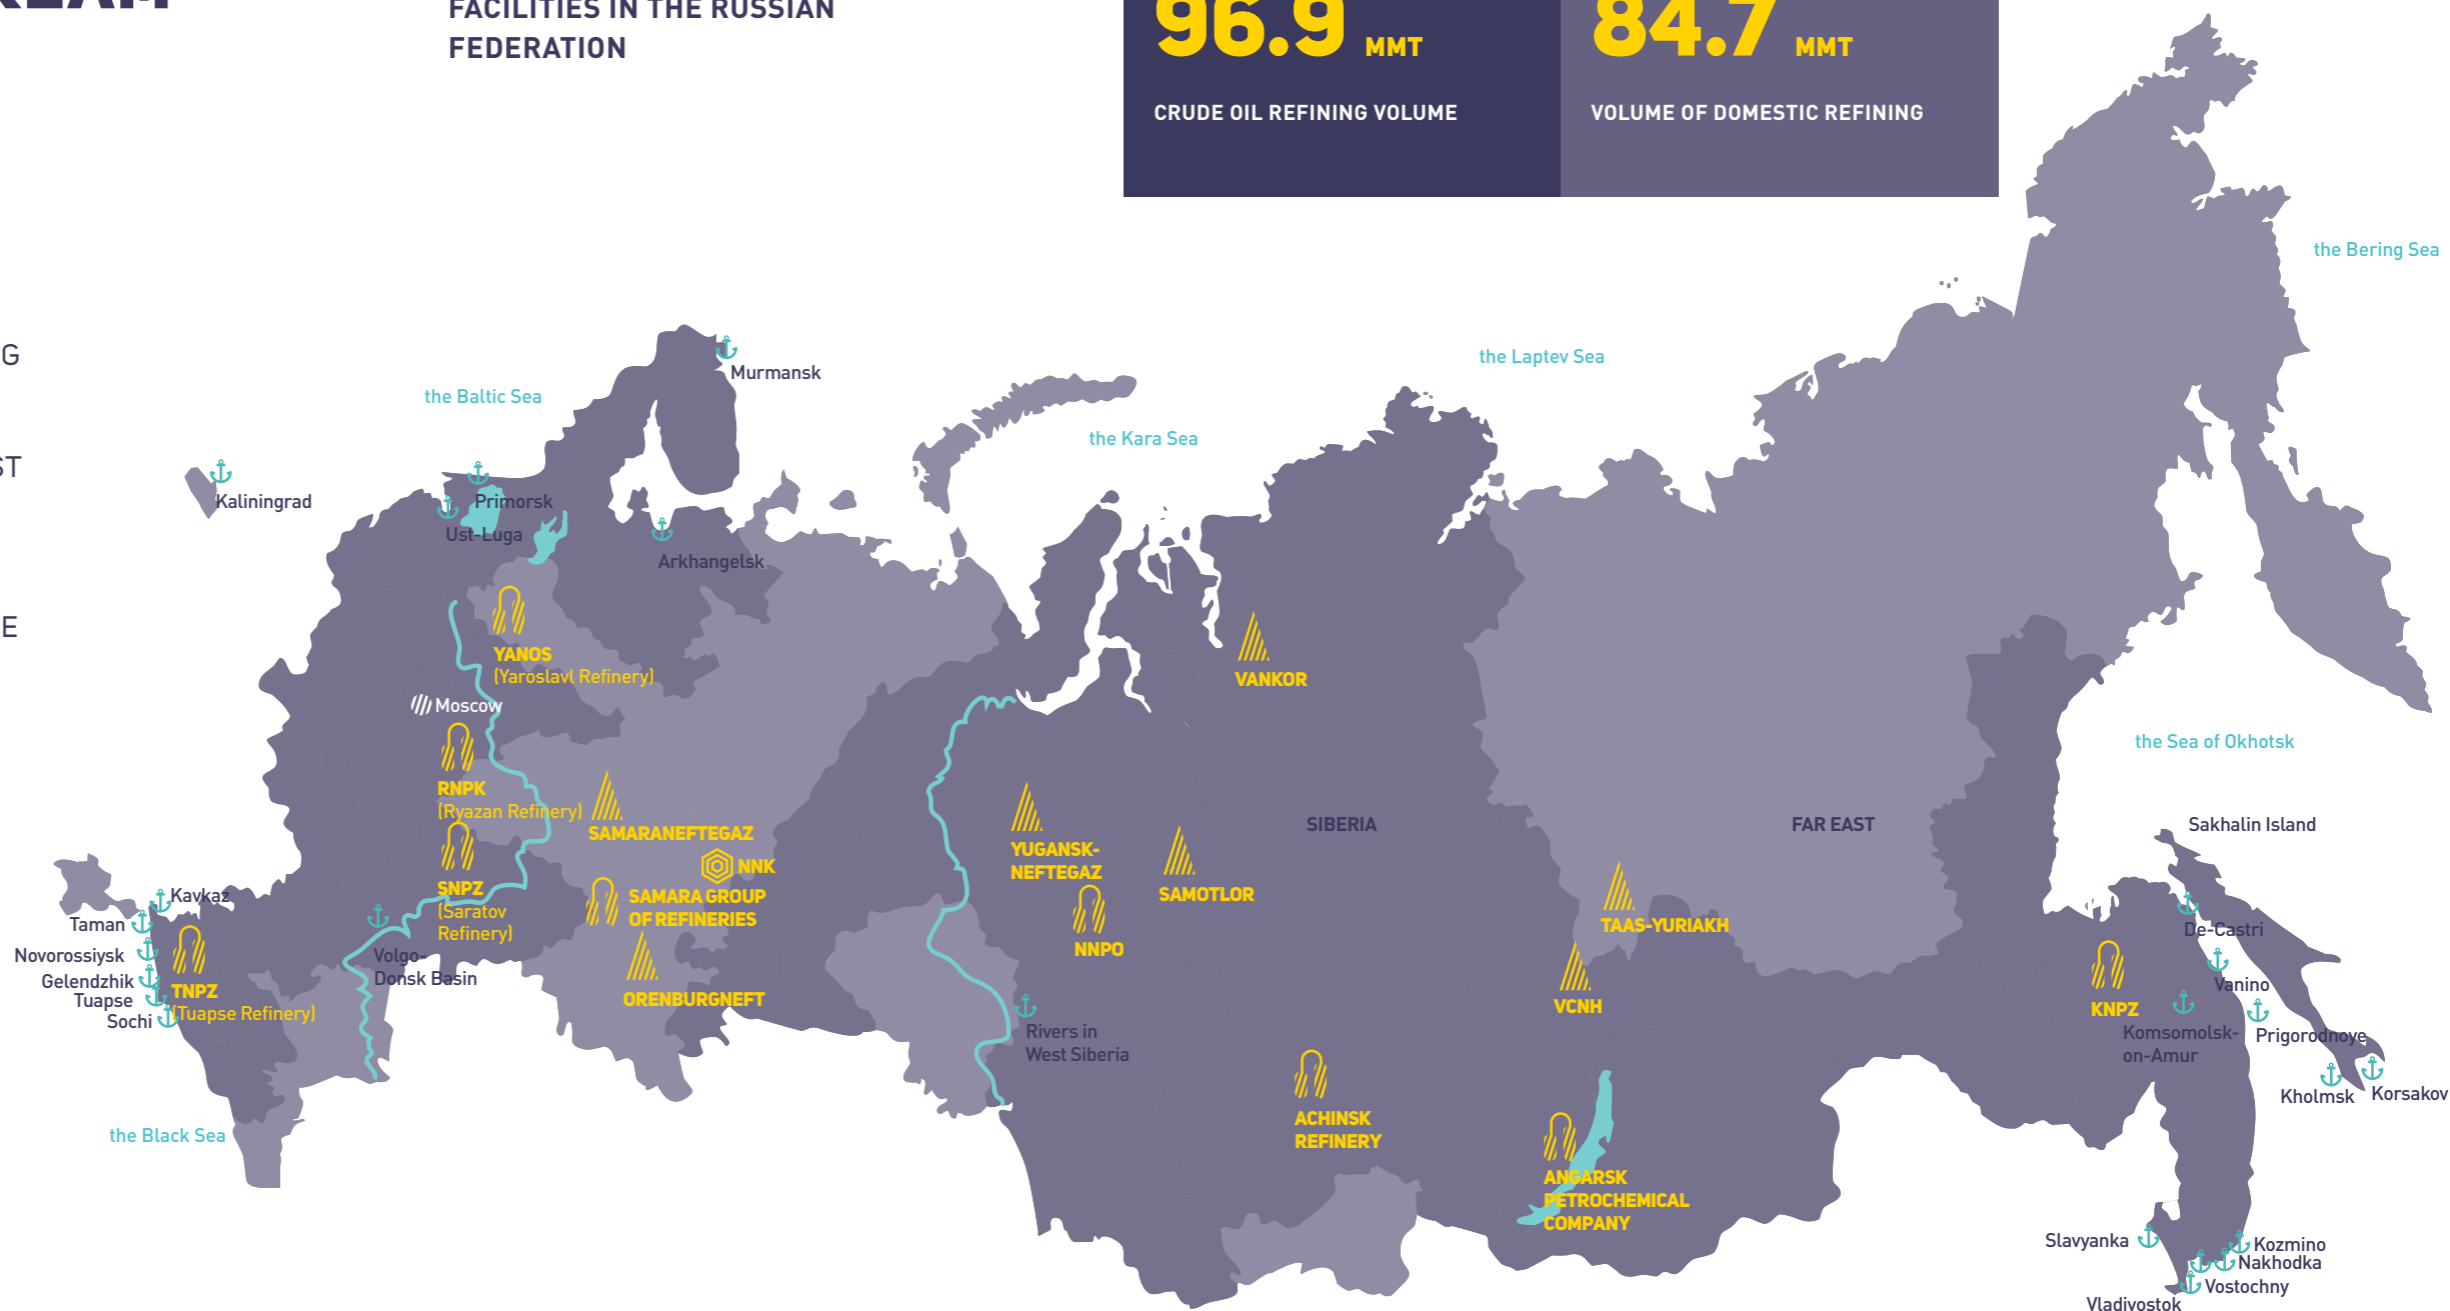 FACILITIES IN THE RUSSIAN
FEDERATION
96.9 MMT
CRUDE OIL REFINING VOLUME
84.7 MMT
VOLUME OF DOMESTIC REFINING
G
ST
E
the Bering Sea
the Laptev Sea
Murmansk
the Baltic Sea
the Kara Sea
Kaliningrad
Primorsk
Ust-Luga
Arkhangelsk
YANOS
(Yaroslavl Refinery)
VANKOR
Moscow
the Sea of Okhotsk
RNPK
(Ryazan Refinery)
SAMARANEFTEGAZ
SIBERIA
FAR EAST
Sakhalin Island
YUGANSK-
NEFTEGAZ
NNK
SAMOTLOR
SNPZ
(Saratov
Refinery)
SAMARA GROUP
OF REFINERIES
Kavkaz
Taman
TAAS-YURIAKH
De-Castri
NNPO
Novorossiysk
Volgo-
Donsk Basin
Gelendzhik
Tuapse
Sochi
TNPZ
(Tuapse Refinery)
ORENBURGNEFT
VCNH
KNPZ
Vanino
Rivers in
West Siberia
Komsomolsk-
on-Amur
Prigorodnoye
Kholmsk
Korsakov
ACHINSK
REFINERY
the Black Sea
ANGARSK
PETROCHEMICAL
COMPANY
Slavyanka
Kozmino
Nakhodka
Vostochny
Vladivostok